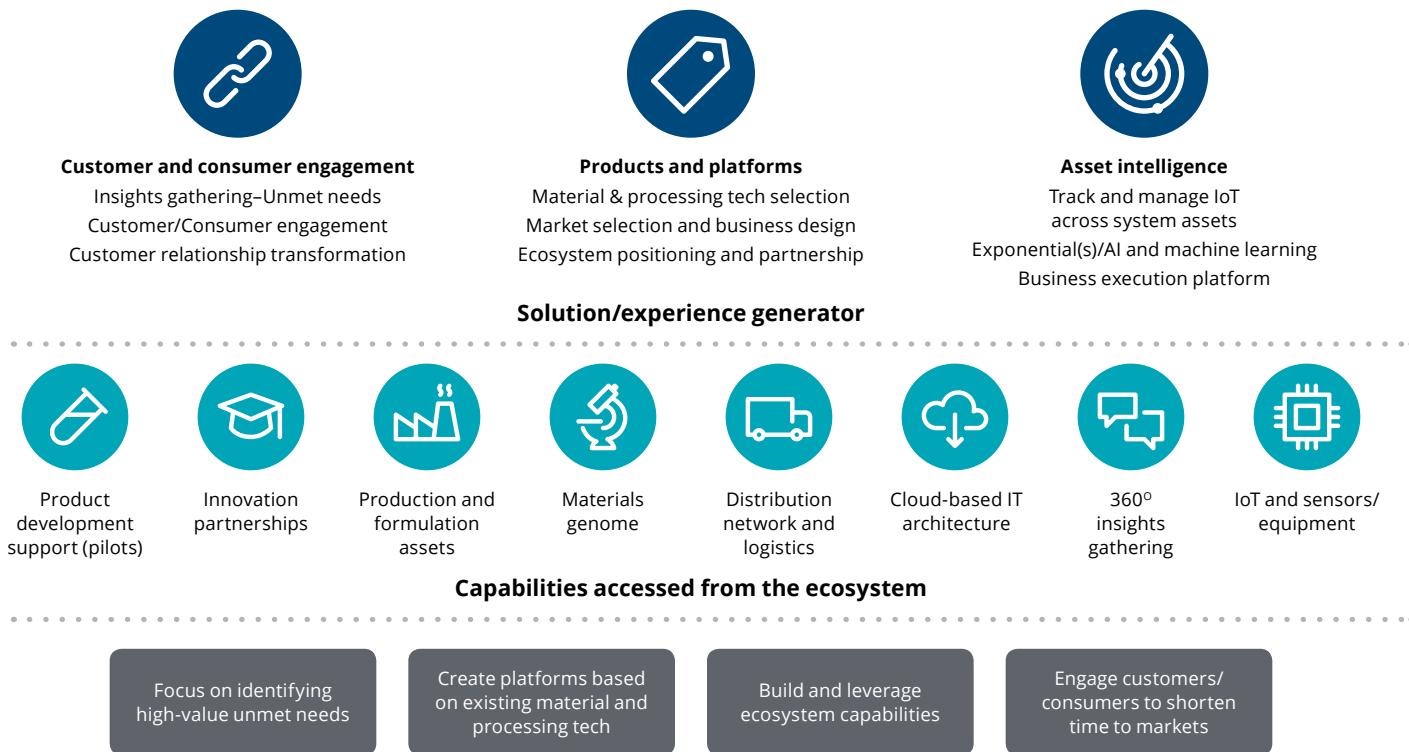 Customer and consumer engagement
Insights gathering–Unmet needs
Customer/Consumer engagement
Customer relationship transformation
Products and platforms
Material & processing tech selection
Market selection and business design
Ecosystem positioning and partnership
Asset intelligence
Track and manage IoT
across system assets
Exponential(s)/AI and machine learning
Business execution platform
Solution/experience generator
Product
development
support (pilots)
Innovation
partnerships
Production and
formulation
assets
Materials
genome
Distribution
network and
logistics
Cloud-based IT
architecture
360º
insights
gathering
IoT and sensors/
equipment
Capabilities accessed from the ecosystem
Focus on identifying
high-value unmet needs
Create platforms based
on existing material and
processing tech
Build and leverage
ecosystem capabilities
Engage customers/
consumers to shorten
time to markets